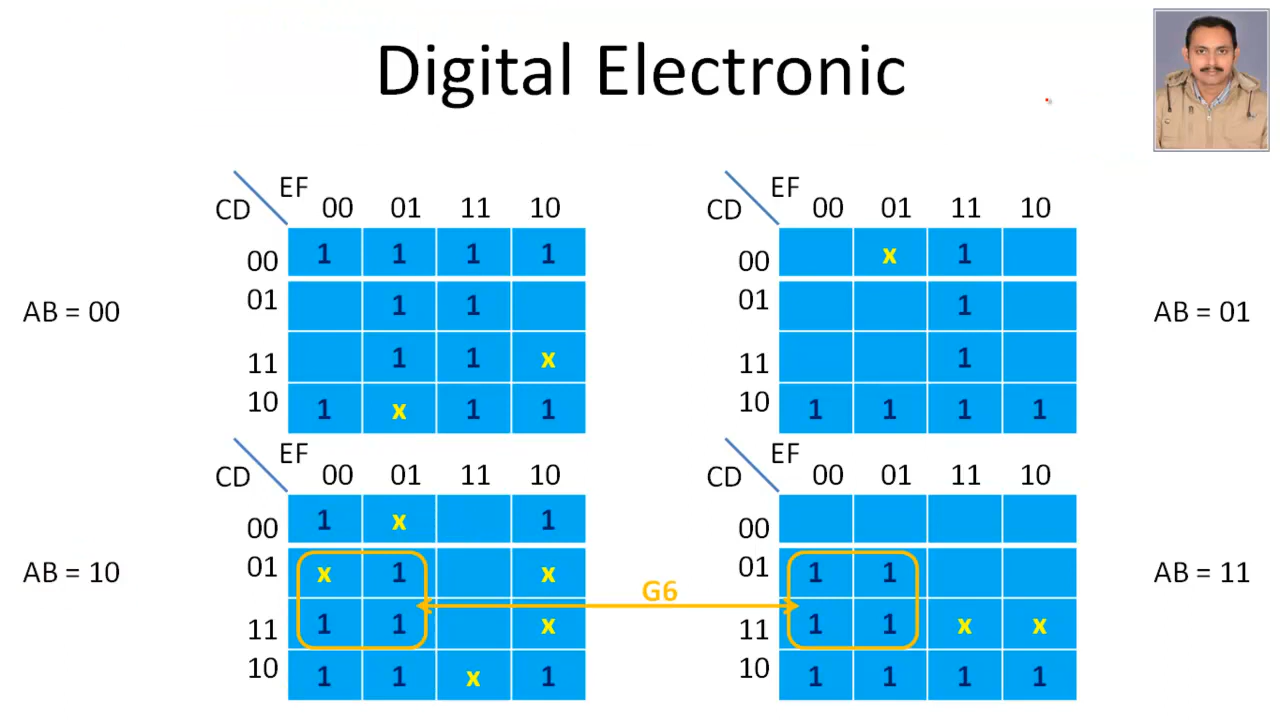 Digital Electronic
EF
CD 00 01 11 10
00 1 1 1 1
01 1 1
11 1 1 x
10 1 x 1 1
AB = 00
EF
CD 00 01 11 10
00 x 1
01 1
11 1
10 1 1 1 1
AB = 01
EF
CD 00 01 11 10
00 1 x 1
01 x 1 x
11 1 1 x
10 1 1 x 1
AB = 10
G6
EF
CD 00 01 11 10
00
01 1 1
11 1 1 x x
10 1 1 1 1
AB = 11